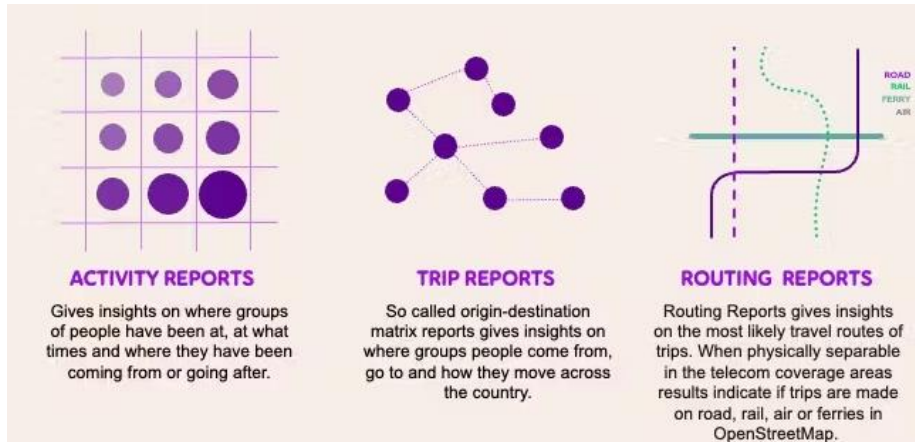 ROAD
RAIL
FERRY
AIR
ACTIVITY REPORTS
Gives insights on where groups
of people have been at, at what
times and where they have been
coming from or going after.
TRIP REPORTS
So called origin-destination
matrix reports gives insights on
where groups people come from,
go to and how they move across
the country.
ROUTING REPORTS
Routing Reports gives insights
on the most likely travel routes of
trips. When physically separable
in the telecom coverage areas
results indicate if trips are made
on road, rail, air or ferries in
OpenStreetMap.